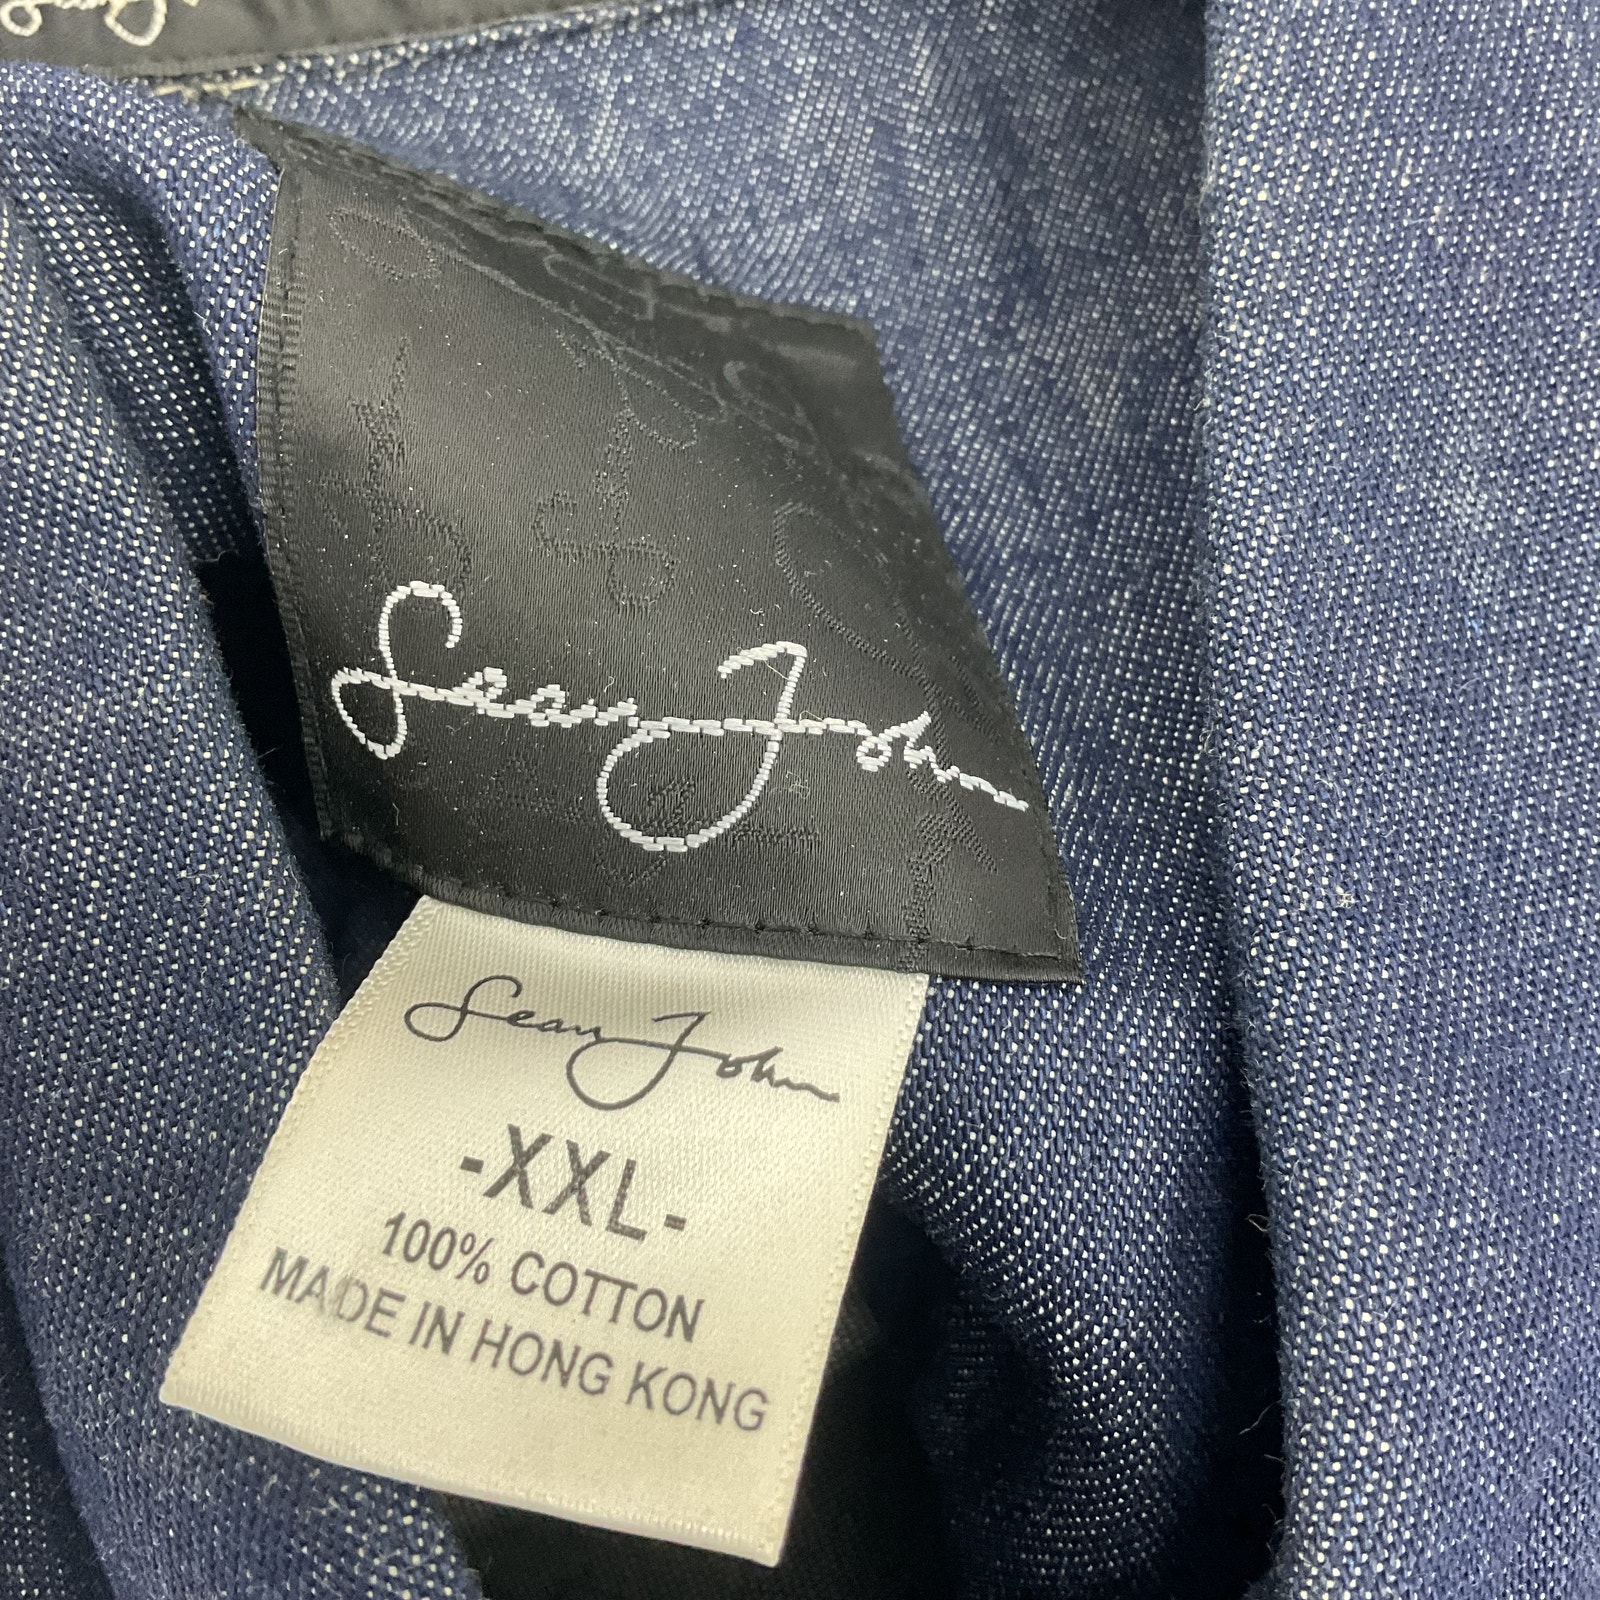 Sean John
Sean John
-XXL-
100% COTTON
MADE IN HONG KONG